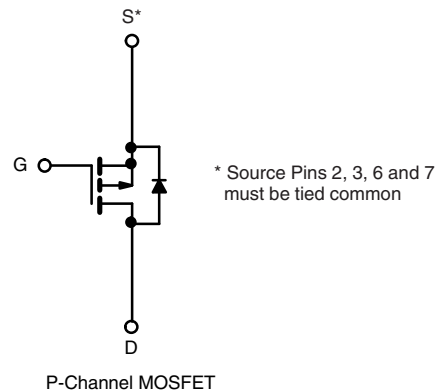 S*
G
* Source Pins 2, 3, 6 and 7
must be tied common
D
P-Channel MOSFET